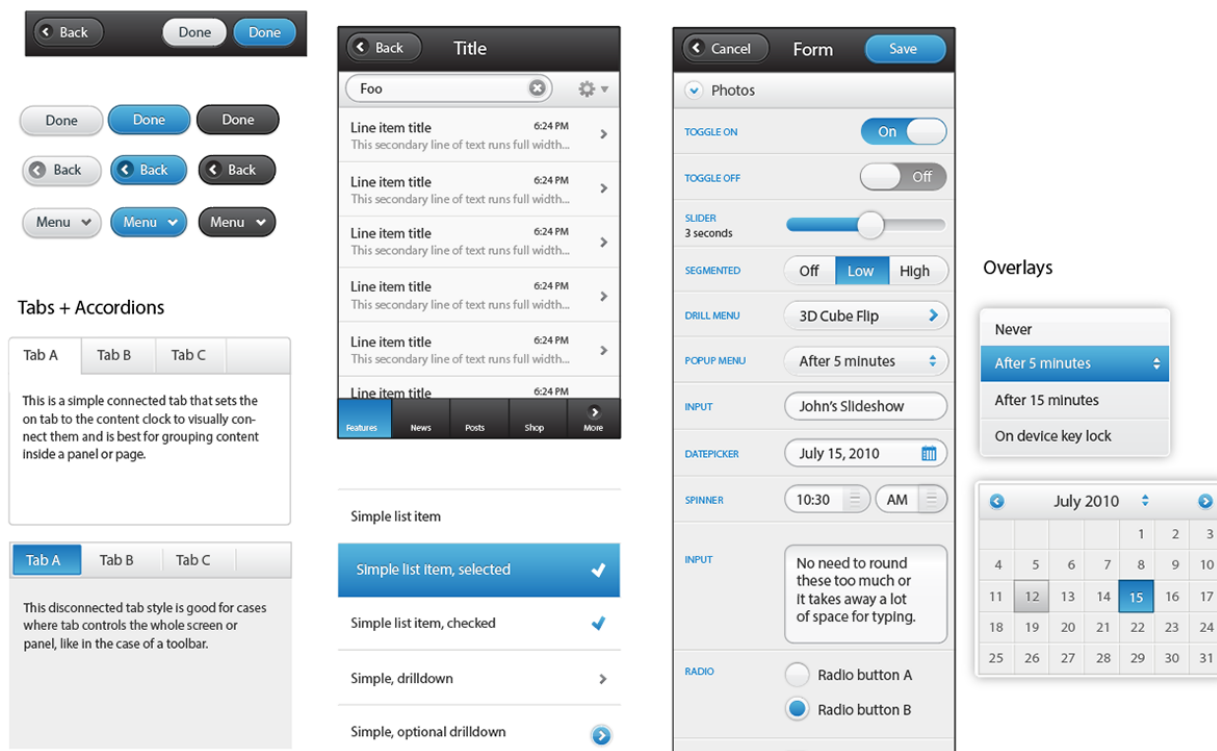 Back
Done
Done
Done
Done
Done
Back
Back
Back
Menu
Menu
Menu
Tabs + Accordions
Tab A
Tab B
Tab C
This is a simple connected tab that sets the
on tab to the content clock to visually con-
nect them and is best for grouping content
inside a panel or page.
Tab A
Tab B
Tab C
This disconnected tab style is good for cases
where tab controls the whole screen or
panel, like in the case of a toolbar.
Back
Title
Foo
Line item title 6:24 PM
This secondary line of text runs full width...
Line item title 6:24 PM
This secondary line of text runs full width...
Line item title 6:24 PM
This secondary line of text runs full width...
Line item title 6:24 PM
This secondary line of text runs full width...
Line item title 6:24 PM
This secondary line of text runs full width...
Line item title 6:24 PM
Features News Posts Shop More
Simple list item
Simple list item, selected
Simple list item, checked
Simple, drilldown
Simple, optional drilldown
Cancel
Form
Save
Photos
TOGGLE ON On
TOGGLE OFF Off
SLIDER
3 seconds
SEGMENTED Off Low High
DRILL MENU 3D Cube Flip
POPUP MENU After 5 minutes
INPUT John's Slideshow
DATEPICKER July 15, 2010
SPINNER 10:30 AM
INPUT
No need to round
these too much or
it takes away a lot
of space for typing.
RADIO
Radio button A
Radio button B
Overlays
Never
After 5 minutes
After 15 minutes
On device key lock
July 2010
1 2 3
4 5 6 7 8 9 10
11 12 13 14 15 16 17
18 19 20 21 22 23 24
25 26 27 28 29 30 31